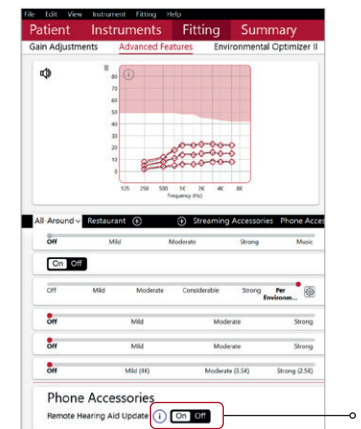 File Edit View Instrument Fitting Help
Patient Instruments Fitting Summary
Gain Adjustments Advanced Features Environmental Optimizer II
80
70
60
50
40
30
20
10
0
125 250 500 1K 2K 4K 8K
Frequency (Hz)
All-Around Restaurant Streaming Accessories Phone Acces
Off Mild Moderate Strong Music
On Off
Off Mild Moderate Considerable Strong Per Environm...
Off Mild Moderate Strong
Off Mild Moderate Strong
Off Mild (4K) Moderate (3.5K) Strong (2.5K)
Phone Accessories
Remote Hearing Aid Update i On Off